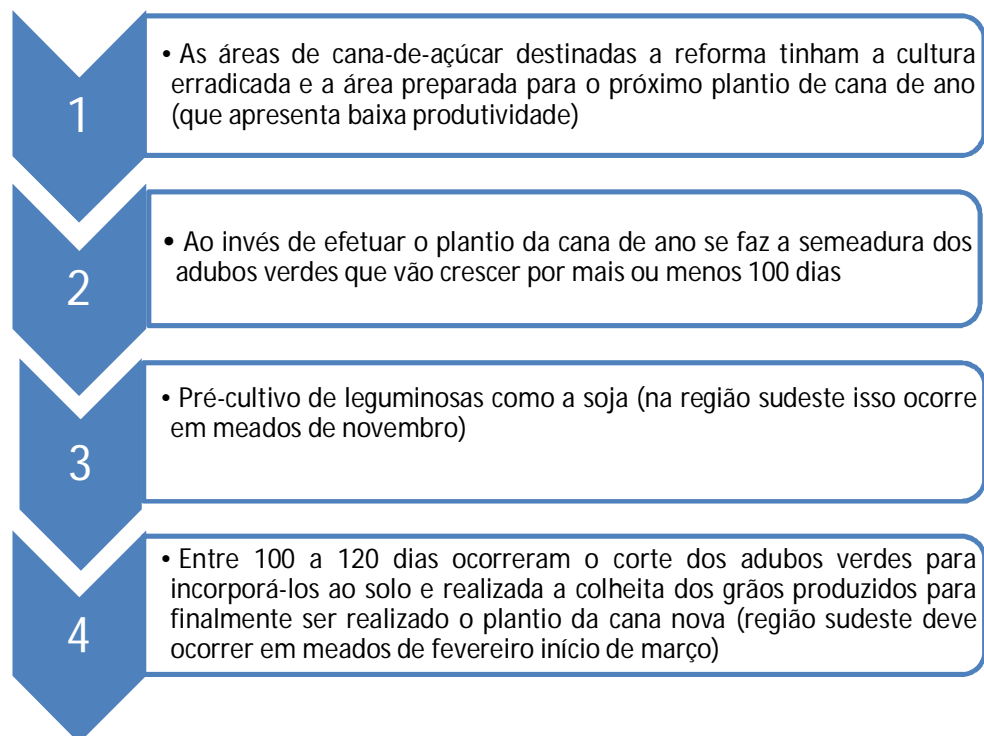 1
• As áreas de cana-de-açúcar destinadas a reforma tinham a cultura
erradicada e a área preparada para o próximo plantio de cana de ano
(que apresenta baixa produtividade)
2
• Ao invés de efetuar o plantio da cana de ano se faz a semeadura dos
adubos verdes que vão crescer por mais ou menos 100 dias
3
• Pré-cultivo de leguminosas como a soja (na região sudeste isso ocorre
em meados de novembro)
4
• Entre 100 a 120 dias ocorreram o corte dos adubos verdes para
incorporá-los ao solo e realizada a colheita dos grãos produzidos para
finalmente ser realizado o plantio da cana nova (região sudeste deve
ocorrer em meados de fevereiro início de março)